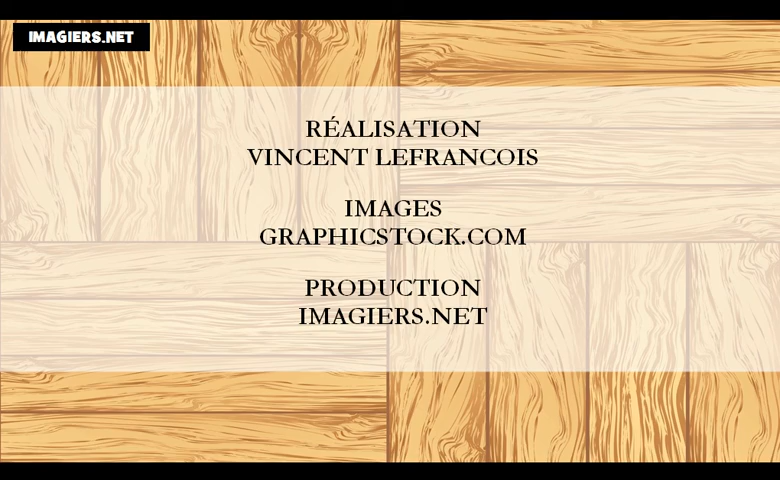 IMAGIERS.NET
RÉALISATION
VINCENT LEFRANCOIS
IMAGES
GRAPHICSTOCK.COM
PRODUCTION
IMAGIERS.NET